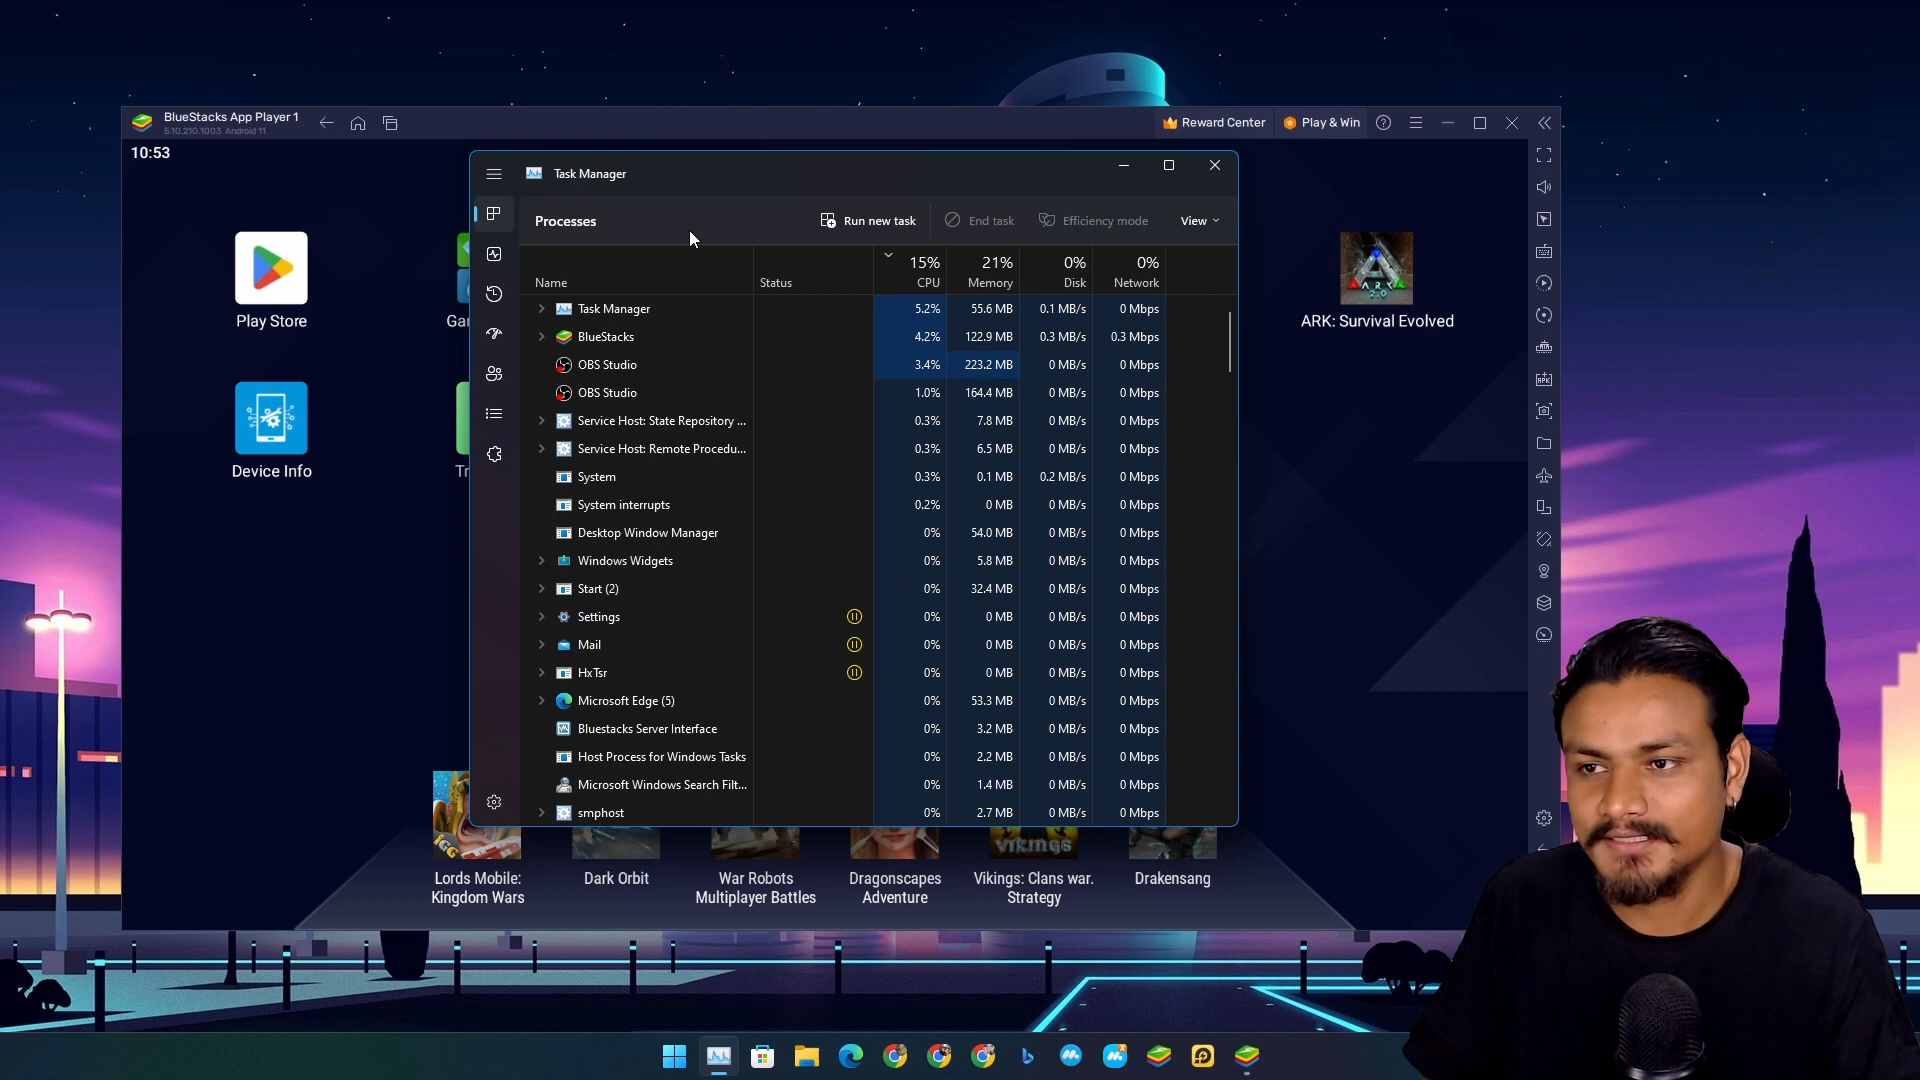 BlueStacks App Player 1
5.10.210.1003 Android 11
Reward Center
Play & Win
10:53
Task Manager
Processes
Run new task
End task
Efficiency mode
View
15% 21% 0% 0%
Name Status CPU Memory Disk Network
Task Manager 5.2% 55.6 MB 0.1 MB/s 0 Mbps
BlueStacks 4.2% 122.9 MB 0.3 MB/s 0.3 Mbps
OBS Studio 3.4% 223.2 MB 0 MB/s 0 Mbps
OBS Studio 1.0% 164.4 MB 0 MB/s 0 Mbps
Service Host: State Repository ... 0.3% 7.8 MB 0 MB/s 0 Mbps
Service Host: Remote Procedu... 0.3% 6.5 MB 0 MB/s 0 Mbps
System 0.3% 0.1 MB 0.2 MB/s 0 Mbps
System interrupts 0.2% 0 MB 0 MB/s 0 Mbps
Desktop Window Manager 0% 54.0 MB 0 MB/s 0 Mbps
Windows Widgets 0% 5.8 MB 0 MB/s 0 Mbps
Start (2) 0% 32.4 MB 0 MB/s 0 Mbps
Settings 0% 0 MB 0 MB/s 0 Mbps
Mail 0% 0 MB 0 MB/s 0 Mbps
HxTsr 0% 0 MB 0 MB/s 0 Mbps
Microsoft Edge (5) 0% 53.3 MB 0 MB/s 0 Mbps
Bluestacks Server Interface 0% 3.2 MB 0 MB/s 0 Mbps
Host Process for Windows Tasks 0% 2.2 MB 0 MB/s 0 Mbps
Microsoft Windows Search Filt... 0% 1.4 MB 0 MB/s 0 Mbps
smphost 0% 2.7 MB 0 MB/s 0 Mbps
Play Store
Ga
Device Info
Tr
ARK
2.0
ARK: Survival Evolved
IGG
VIKINGS
Lords Mobile:
Kingdom Wars
Dark Orbit
War Robots
Multiplayer Battles
Dragonscapes
Adventure
Vikings: Clans war.
Strategy
Drakensang